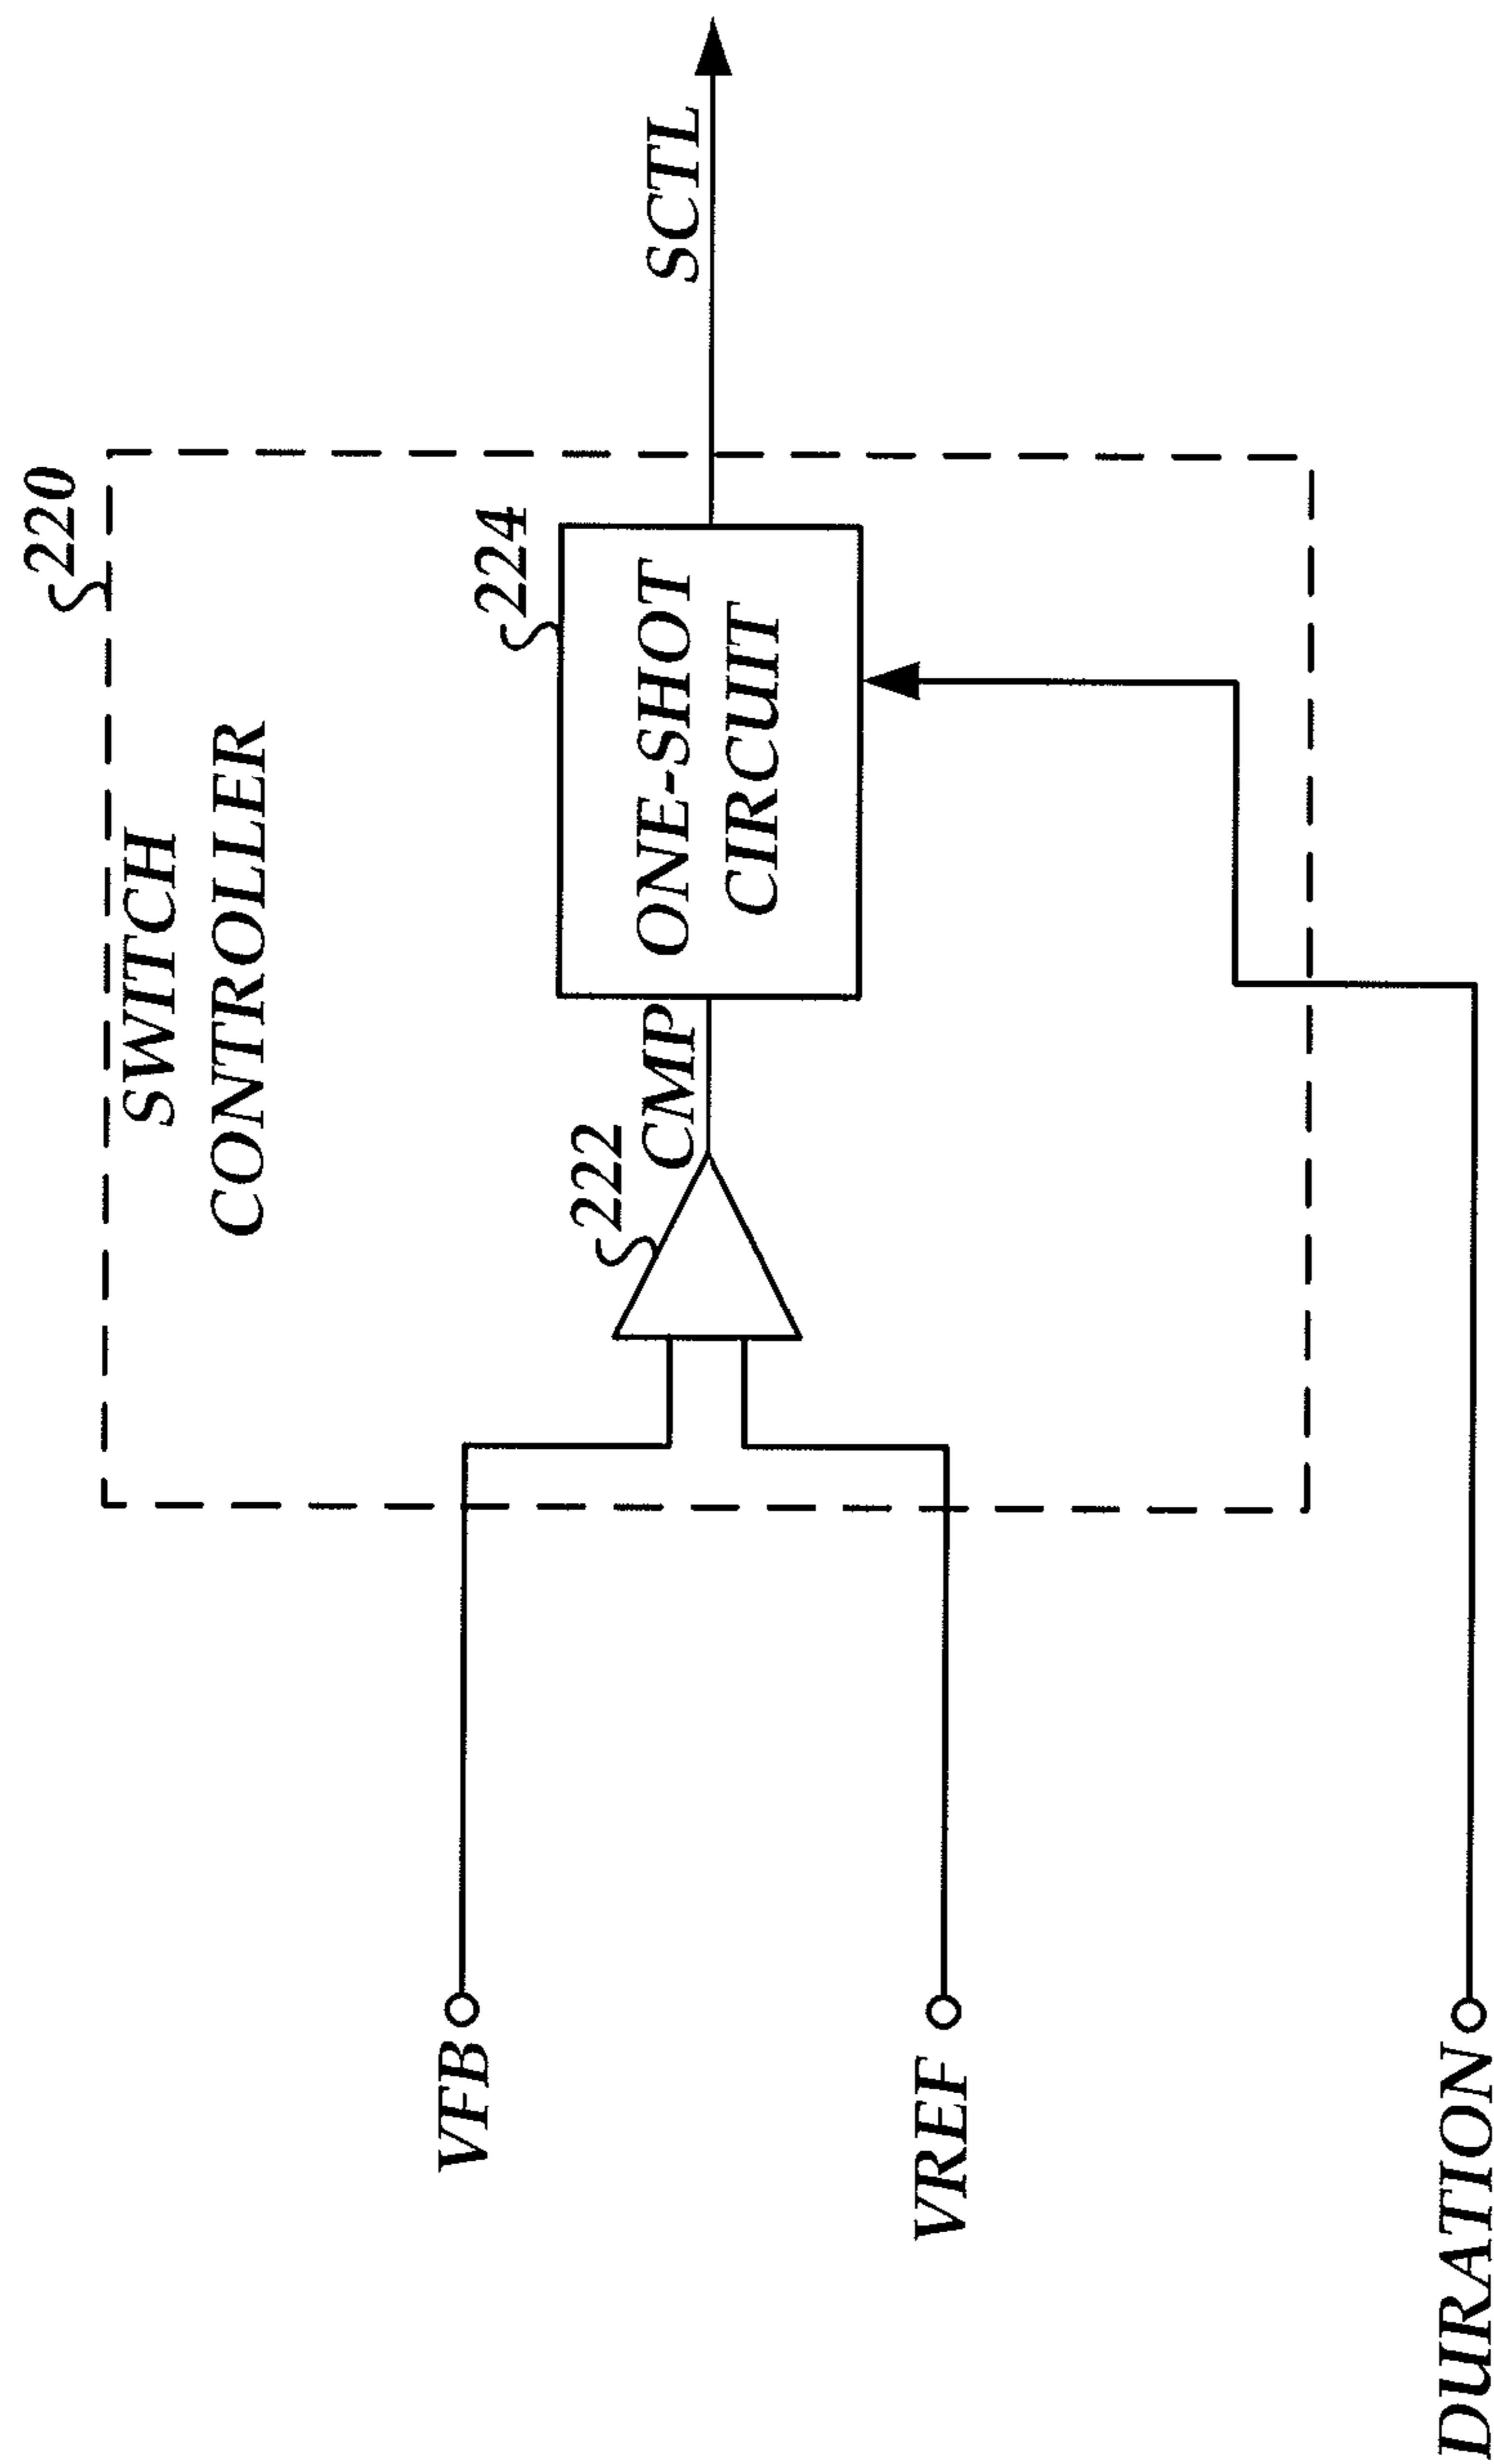 220
SWITCH
CONTROLLER
224
VFB
222
CMP
ONE-SHOT
CIRCUIT
SCTL
VREF
DURATION